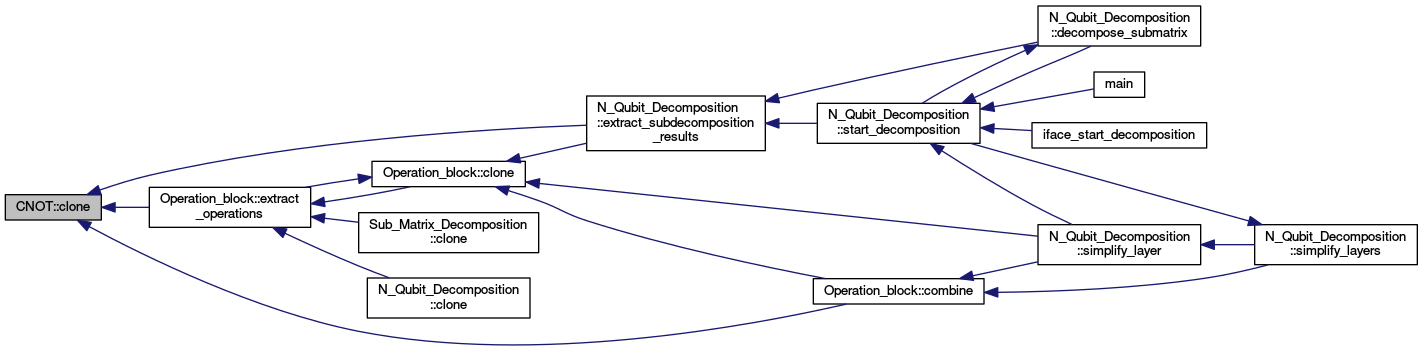 N_Qubit_Decomposition
::decompose_submatrix
main
N_Qubit_Decomposition
::extract_subdecomposition
_results
N_Qubit_Decomposition
::start_decomposition
iface_start_decomposition
Operation_block::clone
CNOT::clone
Operation_block::extract
_operations
Sub_Matrix_Decomposition
::clone
N_Qubit_Decomposition
::simplify_layer
N_Qubit_Decomposition
::simplify_layers
N_Qubit_Decomposition
::clone
Operation_block::combine